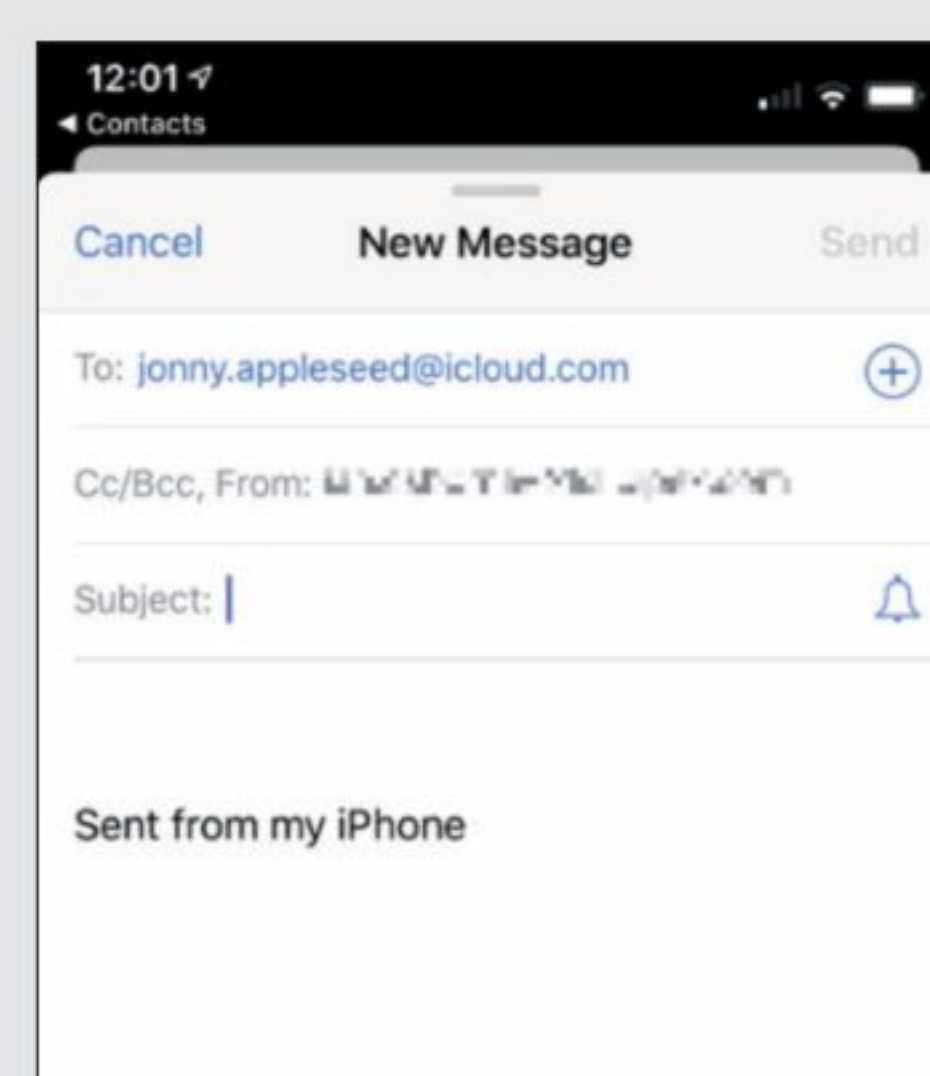 12:01
Contacts
Cancel New Message Send
To: jonny.appleseed@icloud.com
Cc/Bcc, From:
Subject:
Sent from my iPhone